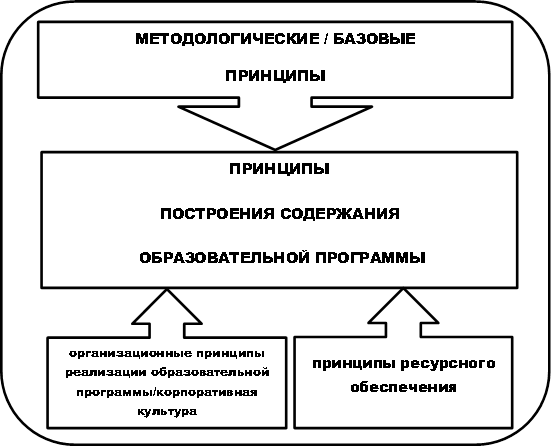 МЕТОДОЛОГИЧЕСКИЕ / БАЗОВЫЕ
ПРИНЦИПЫ
ПРИНЦИПЫ
ПОСТРОЕНИЯ СОДЕРЖАНИЯ
ОБРАЗОВАТЕЛЬНОЙ ПРОГРАММЫ
организационные принципы
реализации образовательной
программы/корпоративная
культура
принципы ресурсного
обеспечения